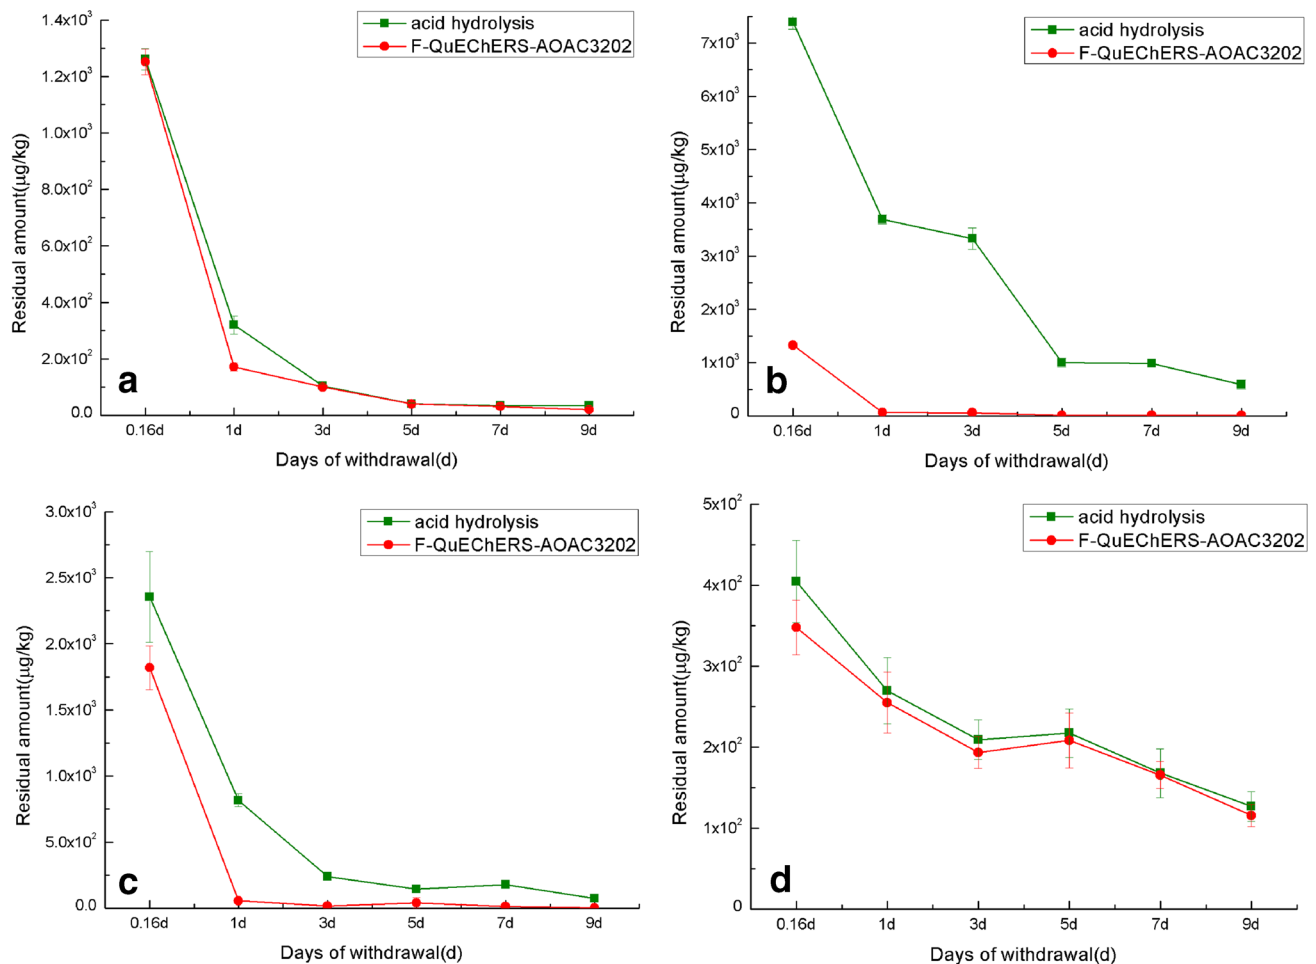 acid hydrolysis
F-QuEChERS-AOAC3202
1.4x10³
1.2x10³
1.0x10³
8.0x10²
6.0x10²
4.0x10²
2.0x10²
0.0
Residual amount(µg/kg)
a
0.16d 1d 3d 5d 7d 9d
Days of withdrawal(d)
acid hydrolysis
F-QuEChERS-AOAC3202
7x10³
6x10³
5x10³
4x10³
3x10³
2x10³
1x10³
0
Residual amount(µg/kg)
b
0.16d 1d 3d 5d 7d 9d
Days of withdrawal(d)
acid hydrolysis
F-QuEChERS-AOAC3202
3.0x10³
2.5x10³
2.0x10³
1.5x10³
1.0x10³
5.0x10²
0.0
Residual amount(µg/kg)
c
0.16d 1d 3d 5d 7d 9d
Days of withdrawal(d)
acid hydrolysis
F-QuEChERS-AOAC3202
5x10²
4x10²
3x10²
2x10²
1x10²
0
Residual amount(µg/kg)
d
0.16d 1d 3d 5d 7d 9d
Days of withdrawal(d)